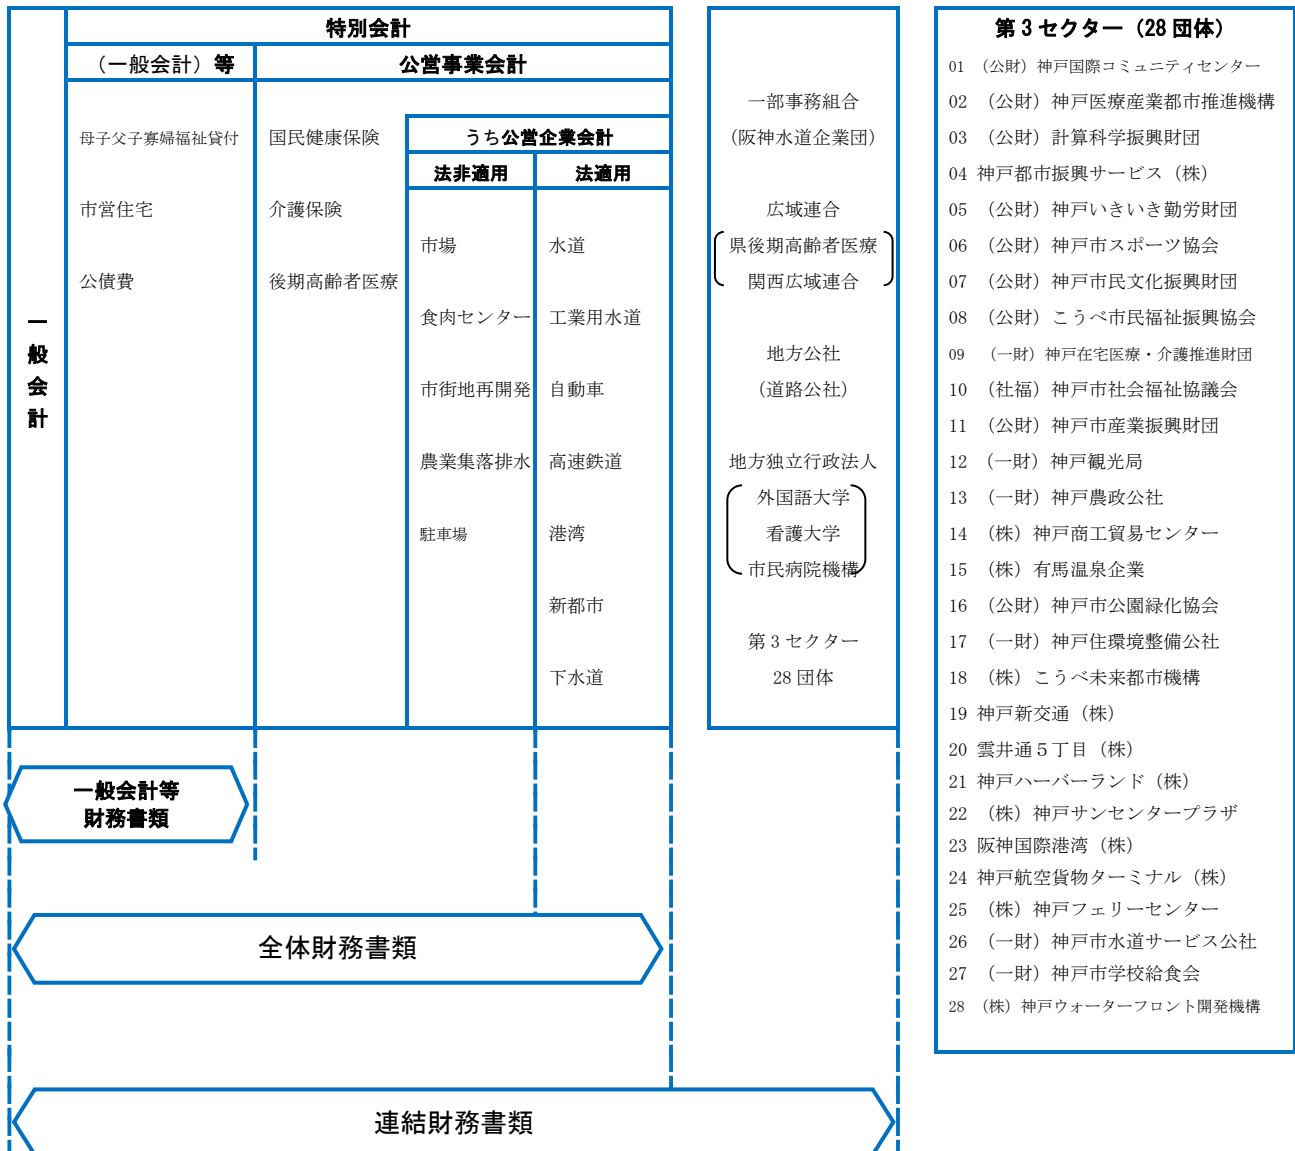 一般会計
特別会計
(一般会計)等
公営事業会計
母子父子寡婦福祉貸付
市営住宅
公債費
国民健康保険
介護保険
後期高齢者医療
うち公営企業会計
法非適用
市場
食肉センター
市街地再開発
農業集落排水
駐車場
法適用
水道
工業用水道
自動車
高速鉄道
港湾
新都市
下水道
一部事務組合
(阪神水道企業団)
広域連合
県後期高齢者医療
関西広域連合
地方公社
(道路公社)
地方独立行政法人
外国語大学
看護大学
市民病院機構
第3セクター
28団体
第3セクター(28団体)
01 (公財)神戸国際コミュニティセンター
02 (公財)神戸医療産業都市推進機構
03 (公財)計算科学振興財団
04 神戸都市振興サービス(株)
05 (公財)神戸いきいき勤労財団
06 (公財)神戸市スポーツ協会
07 (公財)神戸市民文化振興財団
08 (公財)こうべ市民福祉振興協会
09 (一財)神戸在宅医療・介護推進財団
10 (社福)神戸市社会福祉協議会
11 (公財)神戸市産業振興財団
12 (一財)神戸観光局
13 (一財)神戸農政公社
14 (株)神戸商工貿易センター
15 (株)有馬温泉企業
16 (公財)神戸市公園緑化協会
17 (一財)神戸住環境整備公社
18 (株)こうべ未来都市機構
19 神戸新交通(株)
20 雲井通5丁目(株)
21 神戸ハーバーランド(株)
22 (株)神戸サンセンタープラザ
23 阪神国際港湾(株)
24 神戸航空貨物ターミナル(株)
25 (株)神戸フェリーセンター
26 (一財)神戸市水道サービス公社
27 (一財)神戸市学校給食会
28 (株)神戸ウォーターフロント開発機構
一般会計等
財務書類
全体財務書類
連結財務書類